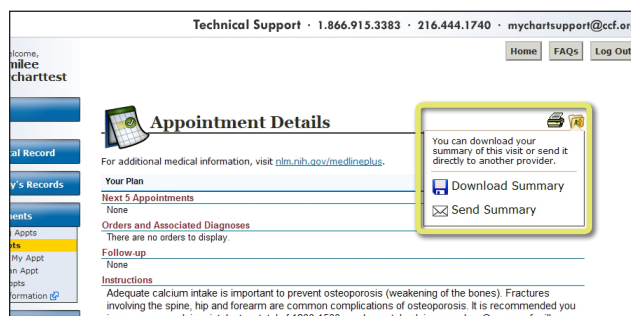 Technical Support · 1.866.915.3383 · 216.444.1740 · mychartsupport@ccf.or
elcome,
milee
ycharttest
Home FAQs Log Out
Appointment Details
You can download your
summary of this visit or send it
directly to another provider.
Download Summary
Send Summary
For additional medical information, visit nlm.nih.gov/medlineplus.
cal Record
y's Records
ments
Appts
pts
My Appt
an Appt
ppts
formation
Your Plan
Next 5 Appointments
None
Orders and Associated Diagnoses
There are no orders to display.
Follow-up
None
Instructions
Adequate calcium intake is important to prevent osteoporosis (weakening of the bones). Fractures
involving the spine, hip and forearm are common complications of osteoporosis. It is recommended you